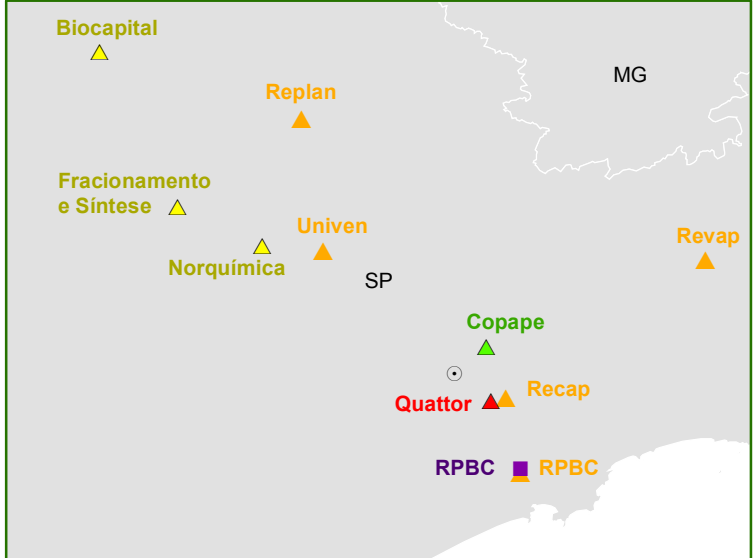 Biocapital
MG
Replan
Fracionamento
e Síntese
Univen
Revap
Norquímica
SP
Copape
Recap
Quattor
RPBC
RPBC